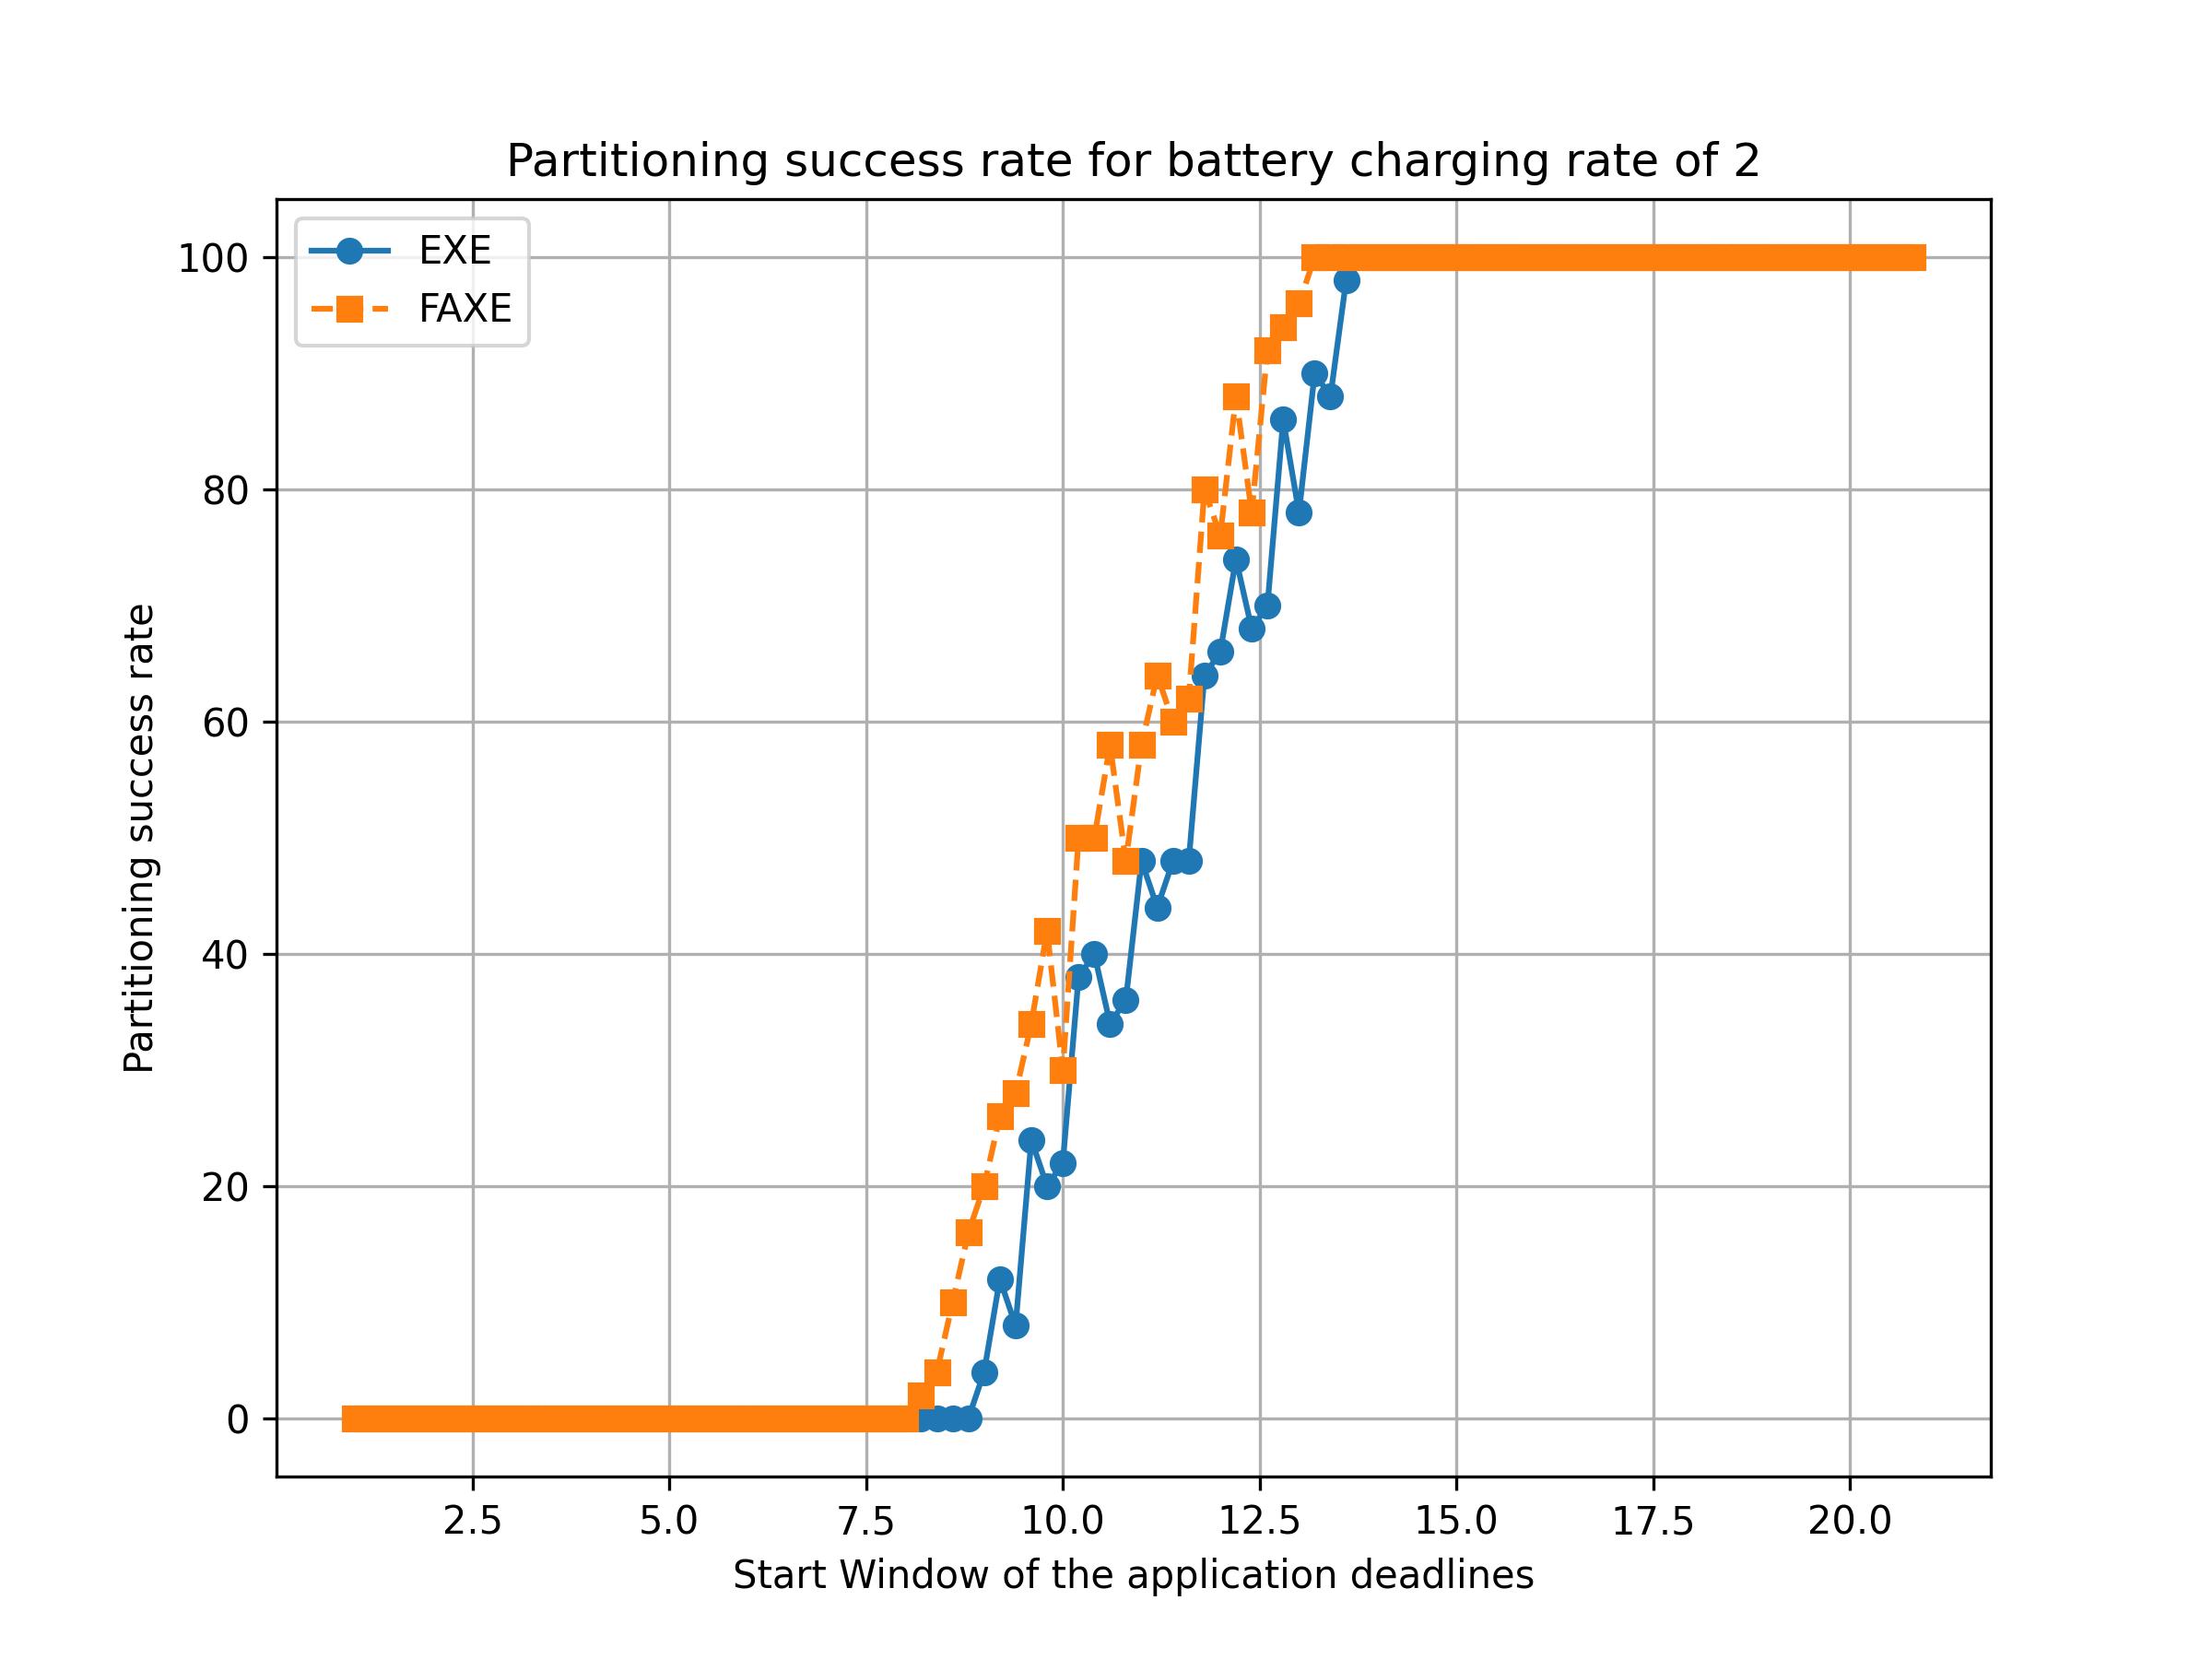 Partitioning success rate for battery charging rate of 2
EXE
FAXE
100
80
60
40
20
0
Partitioning success rate
2.5 5.0 7.5 10.0 12.5 15.0 17.5 20.0
Start Window of the application deadlines